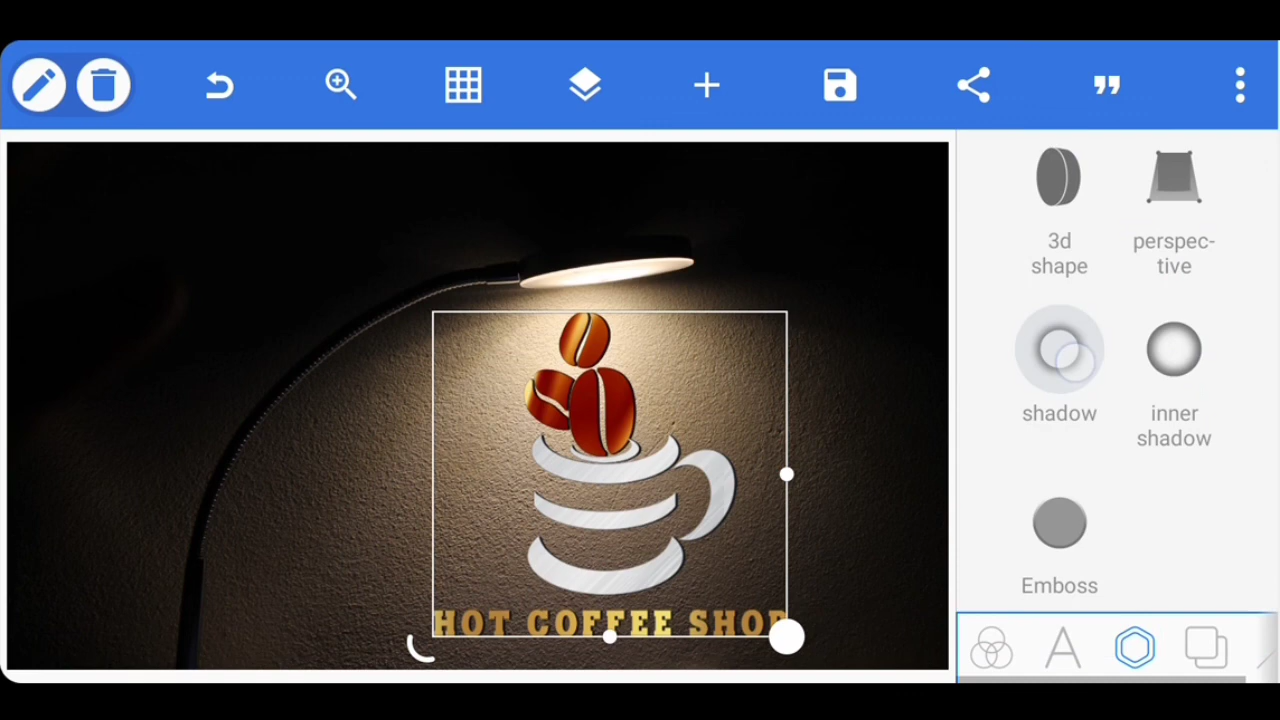 3d
shape
perspec-
tive
shadow
inner
shadow
Emboss
HOT COFFEE SHOP